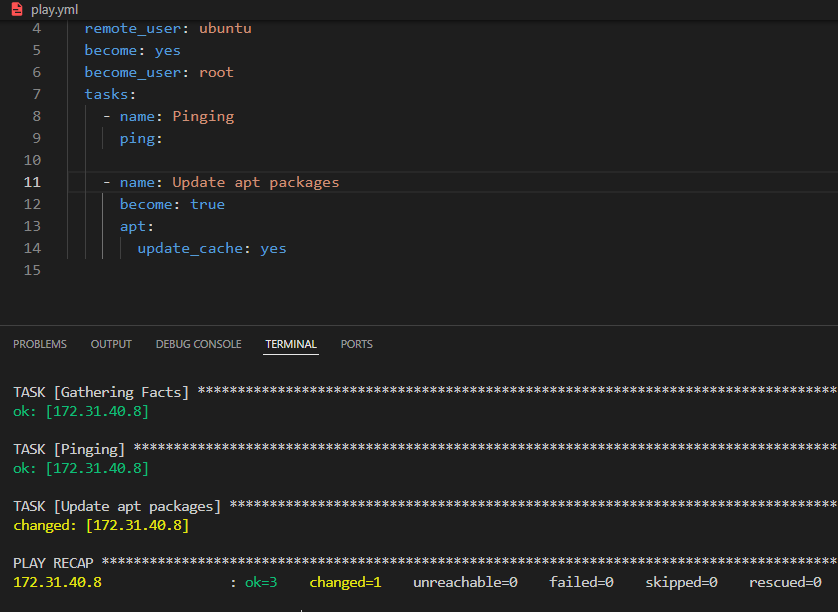 play.yml
4 remote_user: ubuntu
5 become: yes
6 become_user: root
7 tasks:
8 - name: Pinging
9 ping:
10
11 - name: Update apt packages
12 become: true
13 apt:
14 update_cache: yes
15
PROBLEMS OUTPUT DEBUG CONSOLE TERMINAL PORTS
TASK [Gathering Facts] ********************************************************************************
ok: [172.31.40.8]
TASK [Pinging] ****************************************************************************************
ok: [172.31.40.8]
TASK [Update apt packages] ****************************************************************************
changed: [172.31.40.8]
PLAY RECAP ********************************************************************************************
172.31.40.8 : ok=3 changed=1 unreachable=0 failed=0 skipped=0 rescued=0